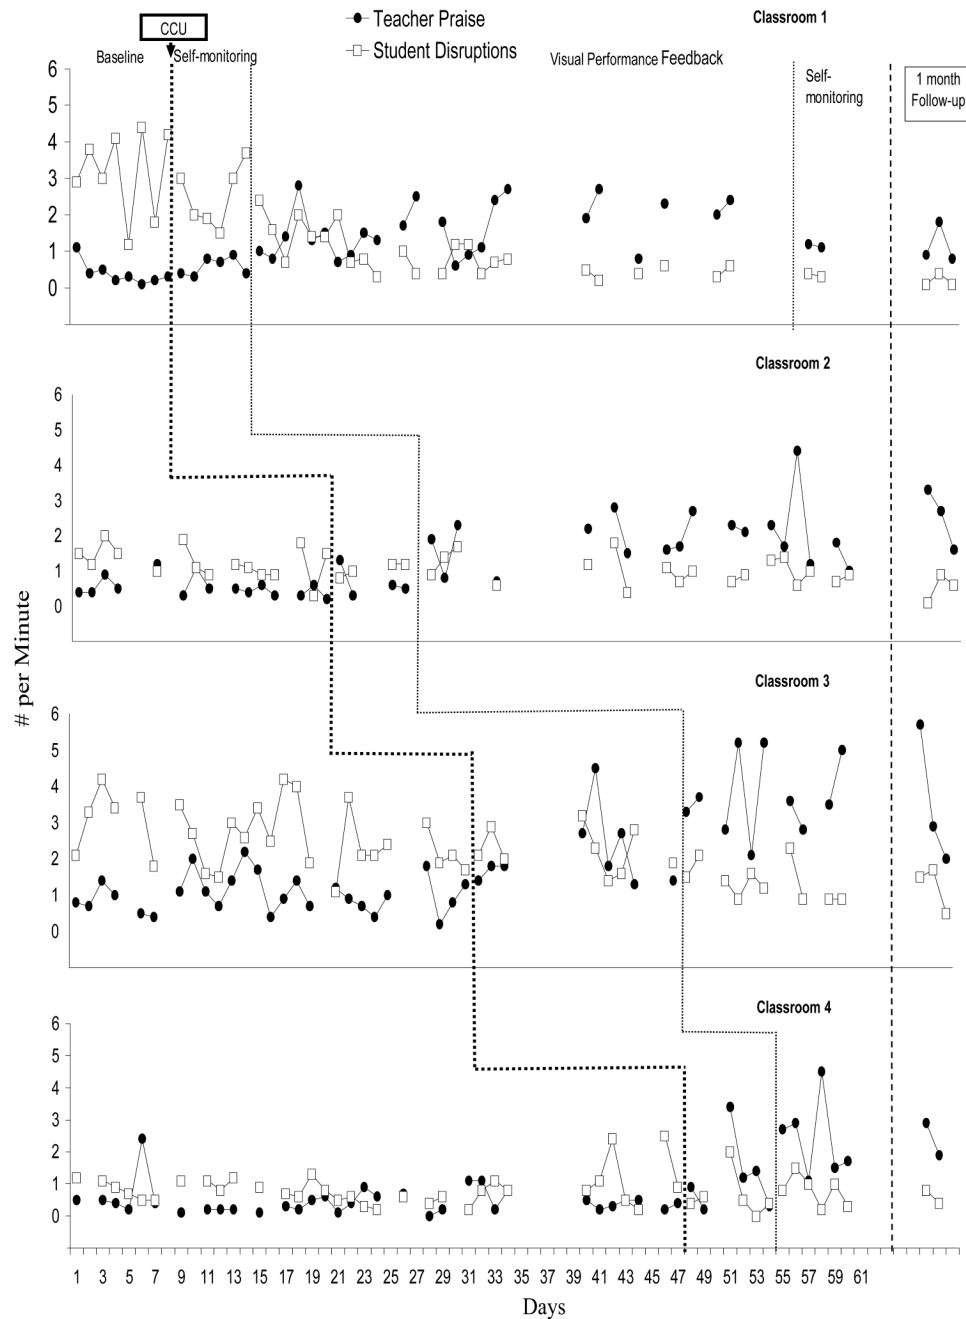 CCU
Teacher Praise
Student Disruptions
Classroom 1
Baseline
Self-monitoring
Visual Performance Feedback
Self-
monitoring
1 month
Follow-up
6
5
4
3
2
1
0
Classroom 2
6
5
4
3
2
1
0
# per Minute
Classroom 3
6
5
4
3
2
1
0
Classroom 4
6
5
4
3
2
1
0
1 3 5 7 9 11 13 15 17 19 21 23 25 27 29 31 33 35 37 39 41 43 45 47 49 51 53 55 57 59 61
Days